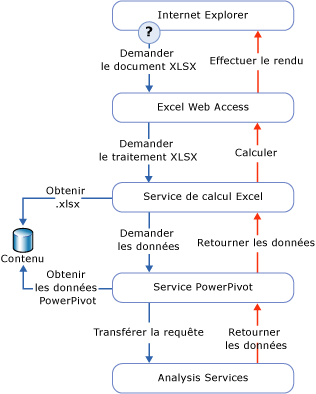 Internet Explorer
?
Demander
le document XLSX
Effectuer le rendu
Excel Web Access
Demander
le traitement XLSX
Calculer
Obtenir
.xlsx
Service de calcul Excel
Demander
les données
Retourner les données
Contenu
Obtenir
les données
PowerPivot
Service PowerPivot
Transférer la requête
Retourner
les données
Analysis Services